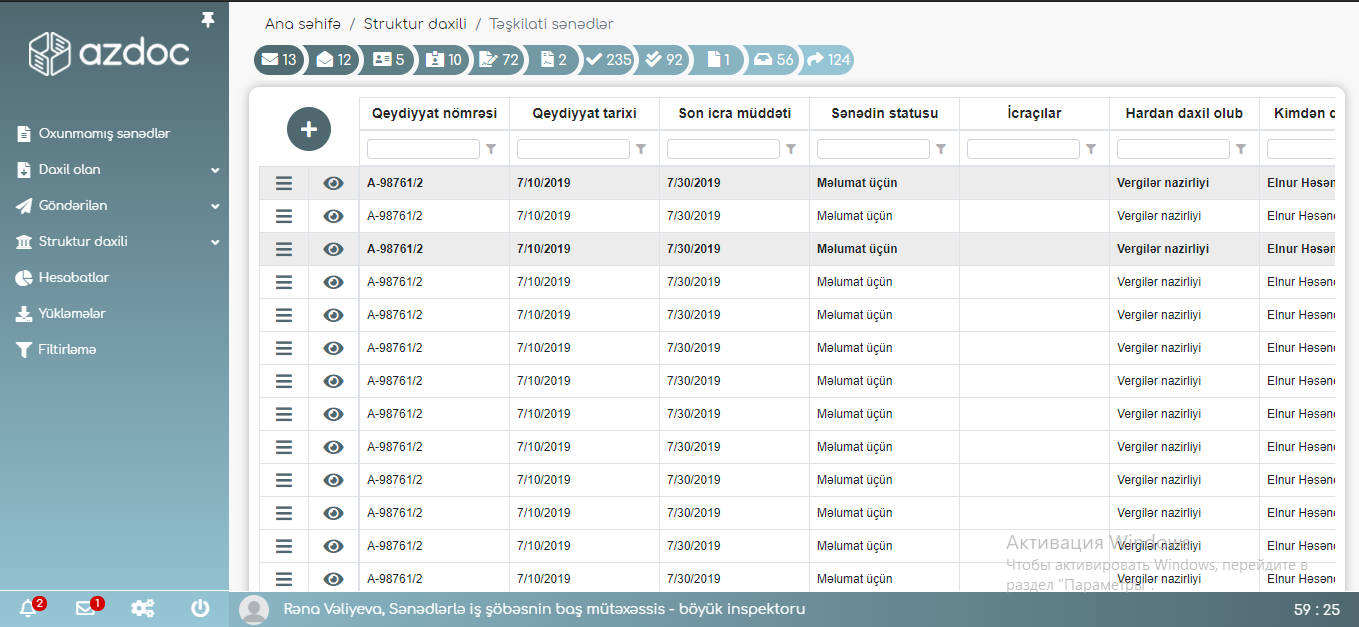 azdoc
Oxunmamış sənədlər
Daxil olan
Göndərilən
Struktur daxili
Hesabatlar
Yükləmələr
Filtirləmə
2
1
Ana səhifə / Struktur daxili / Təşkilati sənədlər
13 12 5 10 72 2 235 92 1 56 124
Qeydiyyat nömrəsi Qeydiyyat tarixi Son icra müddəti Sənədin statusu İcraçılar Hardan daxil olub Kimdən
A-98761/2 7/10/2019 7/30/2019 Məlumat üçün Vergilər nazirliyi Elnur Həsən
A-98761/2 7/10/2019 7/30/2019 Məlumat üçün Vergilər nazirliyi Elnur Həsən
A-98761/2 7/10/2019 7/30/2019 Məlumat üçün Vergilər nazirliyi Elnur Həsən
A-98761/2 7/10/2019 7/30/2019 Məlumat üçün Vergilər nazirliyi Elnur Həsən
A-98761/2 7/10/2019 7/30/2019 Məlumat üçün Vergilər nazirliyi Elnur Həsən
A-98761/2 7/10/2019 7/30/2019 Məlumat üçün Vergilər nazirliyi Elnur Həsən
A-98761/2 7/10/2019 7/30/2019 Məlumat üçün Vergilər nazirliyi Elnur Həsən
A-98761/2 7/10/2019 7/30/2019 Məlumat üçün Vergilər nazirliyi Elnur Həsən
A-98761/2 7/10/2019 7/30/2019 Məlumat üçün Vergilər nazirliyi Elnur Həsən
A-98761/2 7/10/2019 7/30/2019 Məlumat üçün Vergilər nazirliyi Elnur Həsən
A-98761/2 7/10/2019 7/30/2019 Məlumat üçün Vergilər nazirliyi Elnur Həsən
A-98761/2 7/10/2019 7/30/2019 Məlumat üçün Vergilər nazirliyi Elnur Həsən
A-98761/2 7/10/2019 7/30/2019 Məlumat üçün Vergilər nazirliyi Elnur Həsən
Активация Windows
Чтобы активировать Windows, перейдите в
раздел "Параметры".
Rəna Vəliyeva, Sənədlərlə iş şöbəsnin baş mütəxəssis - böyük inspektoru
59 : 25